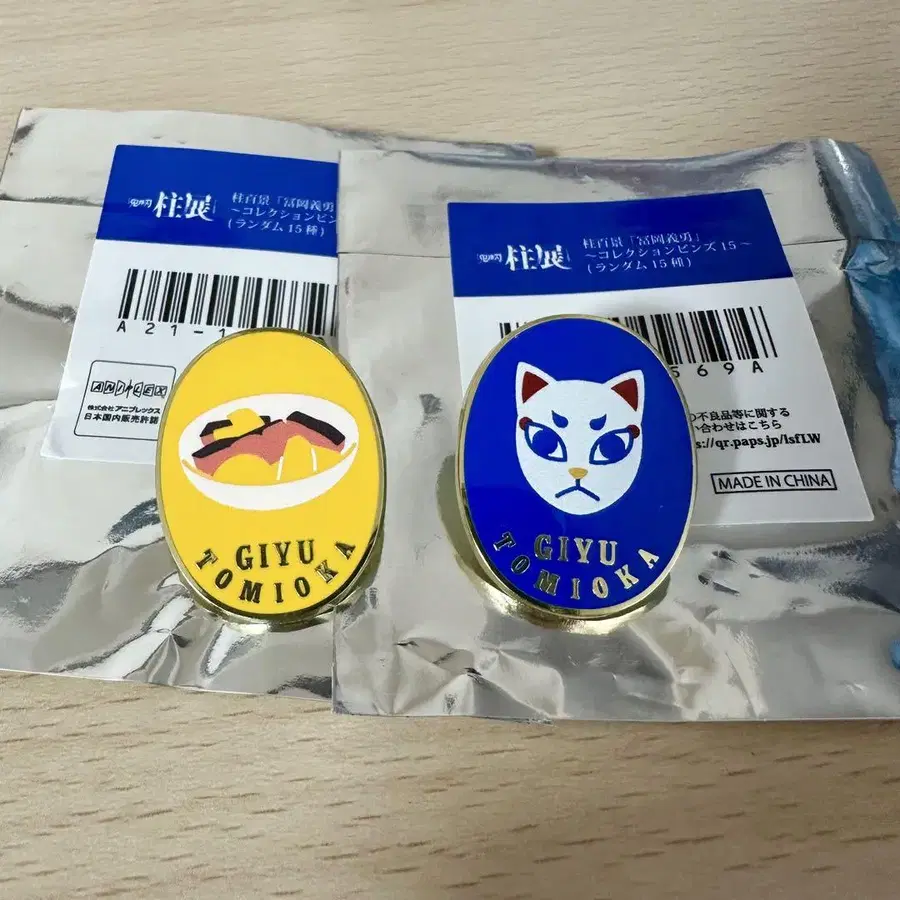 柱展
柱百景「冨岡義勇
～コレクションピンズ
(ランダム15種)
A21-1
ANIPLEX
株式会社アニプレックス
日本国内販売許諾
GIYU
TOMIOKA
柱展
柱百景「冨岡義勇」
～コレクションピンズ15～
(ランダム15種)
569A
の不良品等に関する
い合わせはこちら
s://qr.paps.jp/IsfLW
MADE IN CHINA
GIYU
TOMIOKA